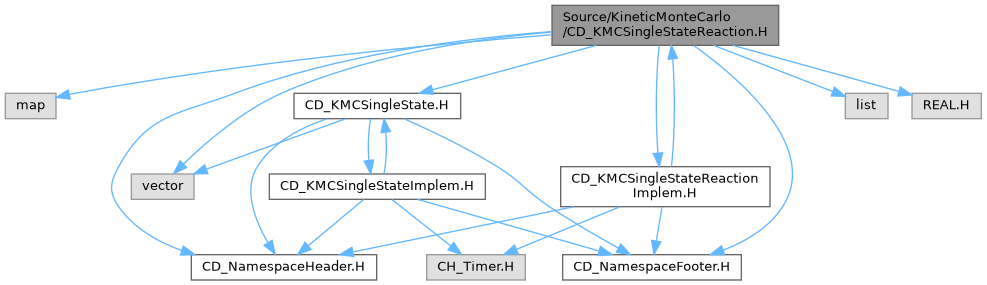 Source/KineticMonteCarlo
/CD_KMCSingleStateReaction.H
map
CD_KMCSingleState.H
list
REAL.H
vector
CD_KMCSingleStateImplem.H
CD_KMCSingleStateReaction
Implem.H
CD_NamespaceHeader.H
CH_Timer.H
CD_NamespaceFooter.H